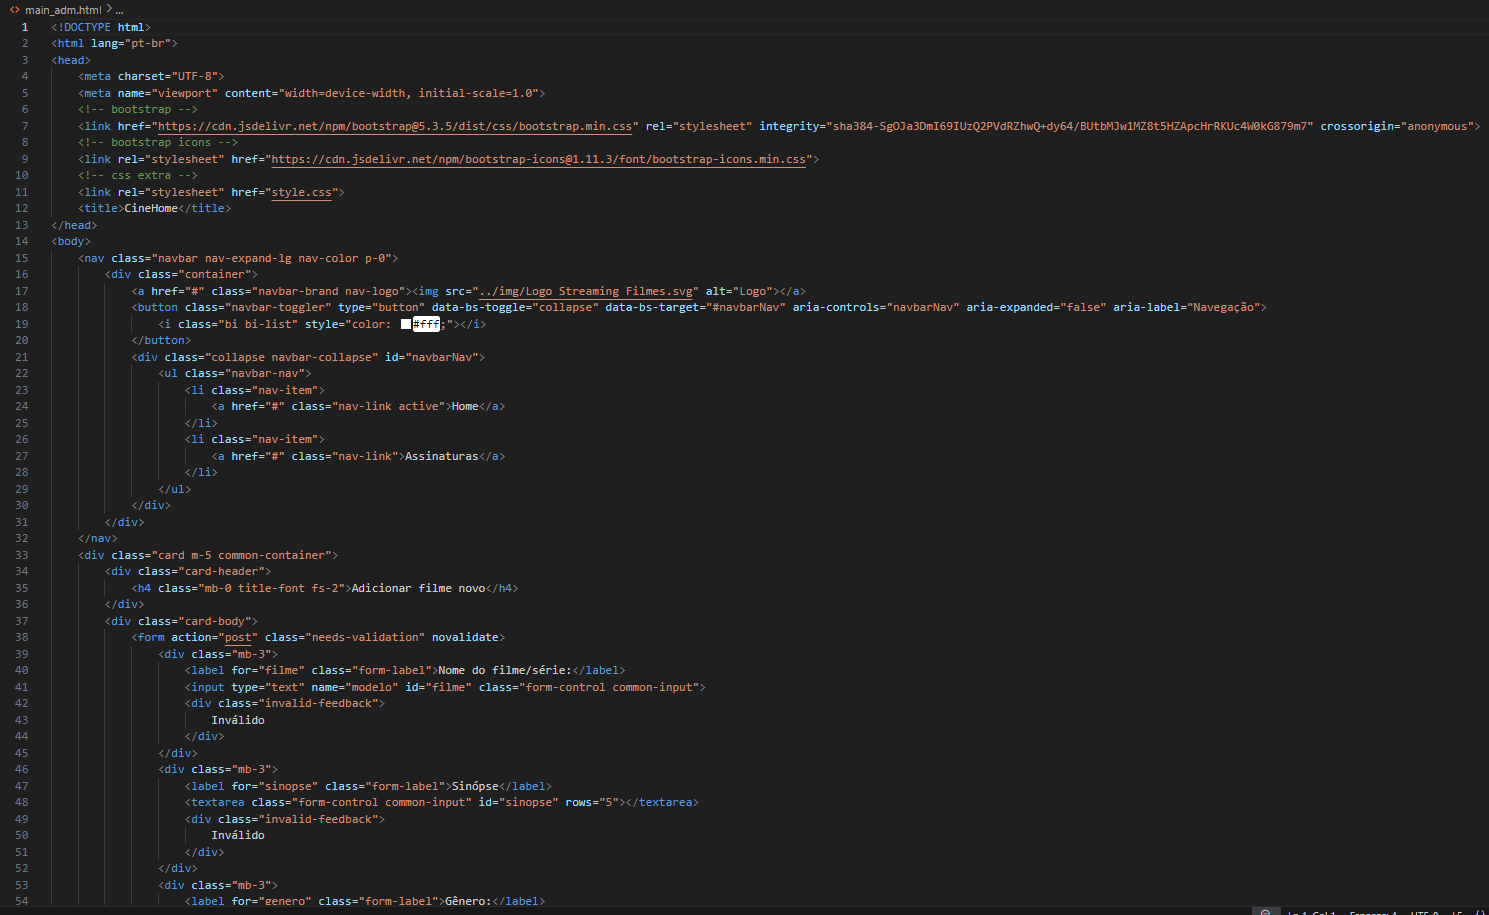 main_adm.html > ...
1 <!DOCTYPE html>
2 <html lang="pt-br">
3 <head>
4 <meta charset="UTF-8">
5 <meta name="viewport" content="width=device-width, initial-scale=1.0">
6 <!-- bootstrap -->
7 <link href="https://cdn.jsdelivr.net/npm/bootstrap@5.3.5/dist/css/bootstrap.min.css" rel="stylesheet" integrity="sha384-SgOJa3DmI69IUzQ2PVdRZhwQ+dy64/BUtbMJw1MZ8t5HZApcHrRKUc4W0kG879m7" crossorigin="anonymous">
8 <!-- bootstrap icons -->
9 <link rel="stylesheet" href="https://cdn.jsdelivr.net/npm/bootstrap-icons@1.11.3/font/bootstrap-icons.min.css">
10 <!-- css extra -->
11 <link rel="stylesheet" href="style.css">
12 <title>CineHome</title>
13 </head>
14 <body>
15 <nav class="navbar nav-expand-lg nav-color p-0">
16 <div class="container">
17 <a href="#" class="navbar-brand nav-logo"><img src="../img/Logo Streaming Filmes.svg" alt="Logo"></a>
18 <button class="navbar-toggler" type="button" data-bs-toggle="collapse" data-bs-target="#navbarNav" aria-controls="navbarNav" aria-expanded="false" aria-label="Navegação">
19 <i class="bi bi-list" style="color: #fff;"></i>
20 </button>
21 <div class="collapse navbar-collapse" id="navbarNav">
22 <ul class="navbar-nav">
23 <li class="nav-item">
24 <a href="#" class="nav-link active">Home</a>
25 </li>
26 <li class="nav-item">
27 <a href="#" class="nav-link">Assinaturas</a>
28 </li>
29 </ul>
30 </div>
31 </div>
32 </nav>
33 <div class="card m-5 common-container">
34 <div class="card-header">
35 <h4 class="mb-0 title-font fs-2">Adicionar filme novo</h4>
36 </div>
37 <div class="card-body">
38 <form action="post" class="needs-validation" novalidate>
39 <div class="mb-3">
40 <label for="filme" class="form-label">Nome do filme/série:</label>
41 <input type="text" name="modelo" id="filme" class="form-control common-input">
42 <div class="invalid-feedback">
43 Inválido
44 </div>
45 </div>
46 <div class="mb-3">
47 <label for="sinopse" class="form-label">Sinópse</label>
48 <textarea class="form-control common-input" id="sinopse" rows="5"></textarea>
49 <div class="invalid-feedback">
50 Inválido
51 </div>
52 </div>
53 <div class="mb-3">
54 <label for="genero" class="form-label">Gênero:</label>